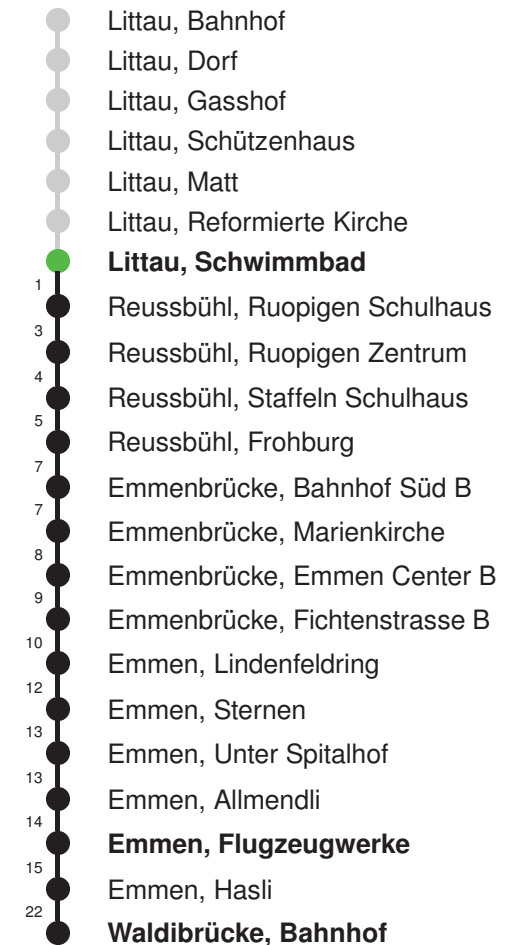 Littau, Bahnhof
Littau, Dorf
Littau, Gasshof
Littau, Schützenhaus
Littau, Matt
Littau, Reformierte Kirche
Littau, Schwimmbad
1
Reussbühl, Ruopigen Schulhaus
3
Reussbühl, Ruopigen Zentrum
4
Reussbühl, Staffeln Schulhaus
5
Reussbühl, Frohburg
7
Emmenbrücke, Bahnhof Süd B
7
Emmenbrücke, Marienkirche
8
Emmenbrücke, Emmen Center B
9
Emmenbrücke, Fichtenstrasse B
10
Emmen, Lindenfeldring
12
Emmen, Sternen
13
Emmen, Unter Spitalhof
13
Emmen, Allmendli
14
Emmen, Flugzeugwerke
15
Emmen, Hasli
22
Waldibrücke, Bahnhof